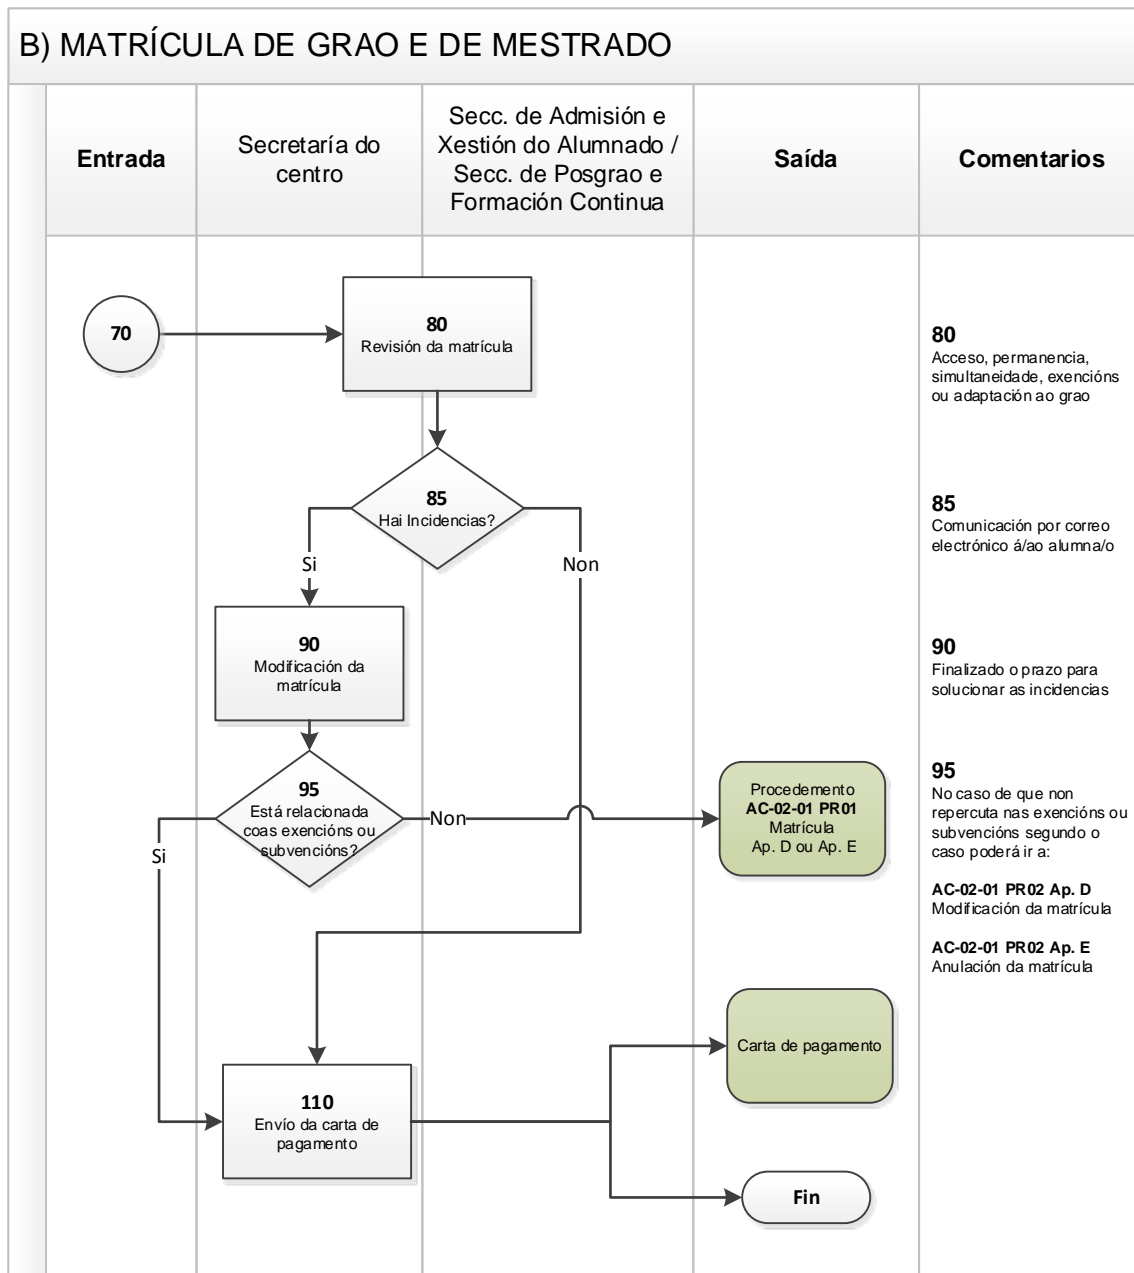 B) MATRÍCULA DE GRAO E DE MESTRADO
Entrada
Secretaría do
centro
Secc. de Admisión e
Xestión do Alumnado /
Secc. de Posgrao e
Formación Continua
Saída
Comentarios
70
80
Revisión da matrícula
85
Hai Incidencias?
Si
Non
90
Modificación da
matrícula
95
Está relacionada
coas exencións ou
subvencións?
Non
Si
Procedemento
AC-02-01 PR01
Matrícula
Ap. D ou Ap. E
110
Envío da carta de
pagamento
Carta de pagamento
Fin
80
Acceso, permanencia,
simultaneidade, exencións
ou adaptación ao grao
85
Comunicación por correo
electrónico á/ao alumna/o
90
Finalizado o prazo para
solucionar as incidencias
95
No caso de que non
repercuta nas exencións ou
subvencións segundo o
caso poderá ir a:
AC-02-01 PR02 Ap. D
Modificación da matrícula
AC-02-01 PR02 Ap. E
Anulación da matrícula